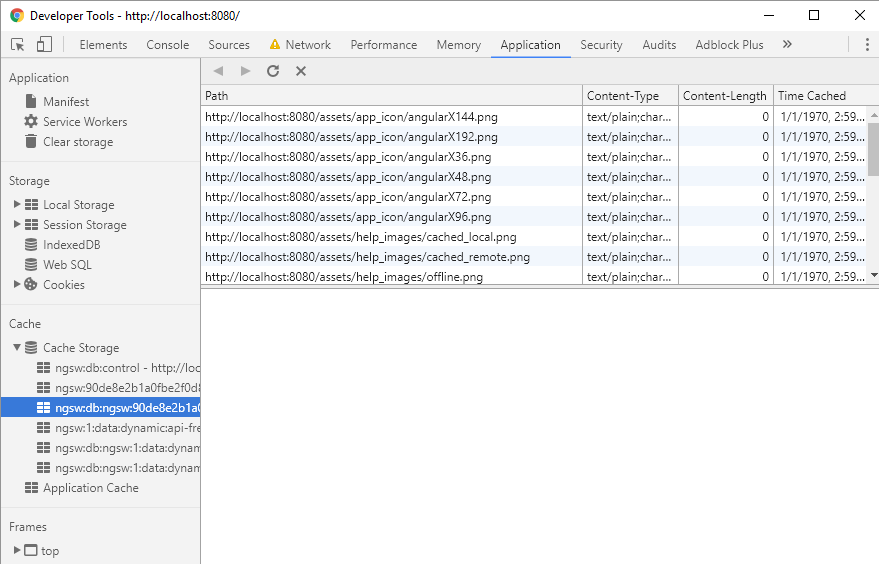 Developer Tools - http://localhost:8080/
Elements Console Sources Network Performance Memory Application Security Audits Adblock Plus »
Application
Manifest
Service Workers
Clear storage
Storage
Local Storage
Session Storage
IndexedDB
Web SQL
Cookies
Cache
Cache Storage
ngsw:db:control - http://loc
ngsw:90de8e2b1a0fbe2f0d8
ngsw:db:ngsw:90de8e2b1a0
ngsw:1:data:dynamic:api-fre
ngsw:db:ngsw:1:data:dynam
ngsw:db:ngsw:1:data:dynam
Application Cache
Frames
top
Path Content-Type Content-Length Time Cached
http://localhost:8080/assets/app_icon/angularX144.png text/plain;char... 0 1/1/1970, 2:59...
http://localhost:8080/assets/app_icon/angularX192.png text/plain;char... 0 1/1/1970, 2:59...
http://localhost:8080/assets/app_icon/angularX36.png text/plain;char... 0 1/1/1970, 2:59...
http://localhost:8080/assets/app_icon/angularX48.png text/plain;char... 0 1/1/1970, 2:59...
http://localhost:8080/assets/app_icon/angularX72.png text/plain;char... 0 1/1/1970, 2:59...
http://localhost:8080/assets/app_icon/angularX96.png text/plain;char... 0 1/1/1970, 2:59...
http://localhost:8080/assets/help_images/cached_local.png text/plain;char... 0 1/1/1970, 2:59...
http://localhost:8080/assets/help_images/cached_remote.png text/plain;char... 0 1/1/1970, 2:59...
http://localhost:8080/assets/help_images/offline.png text/plain;char... 0 1/1/1970, 2:59...